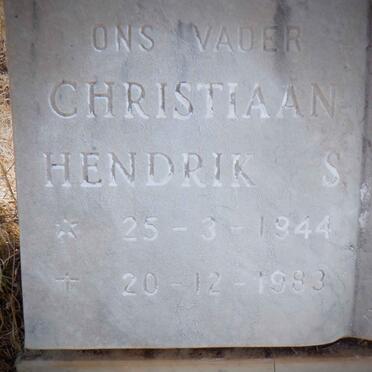 ONS VADER
CHRISTIAAN
HENDRIK S
☆ 25-3-1944
✝ 20-12-1983